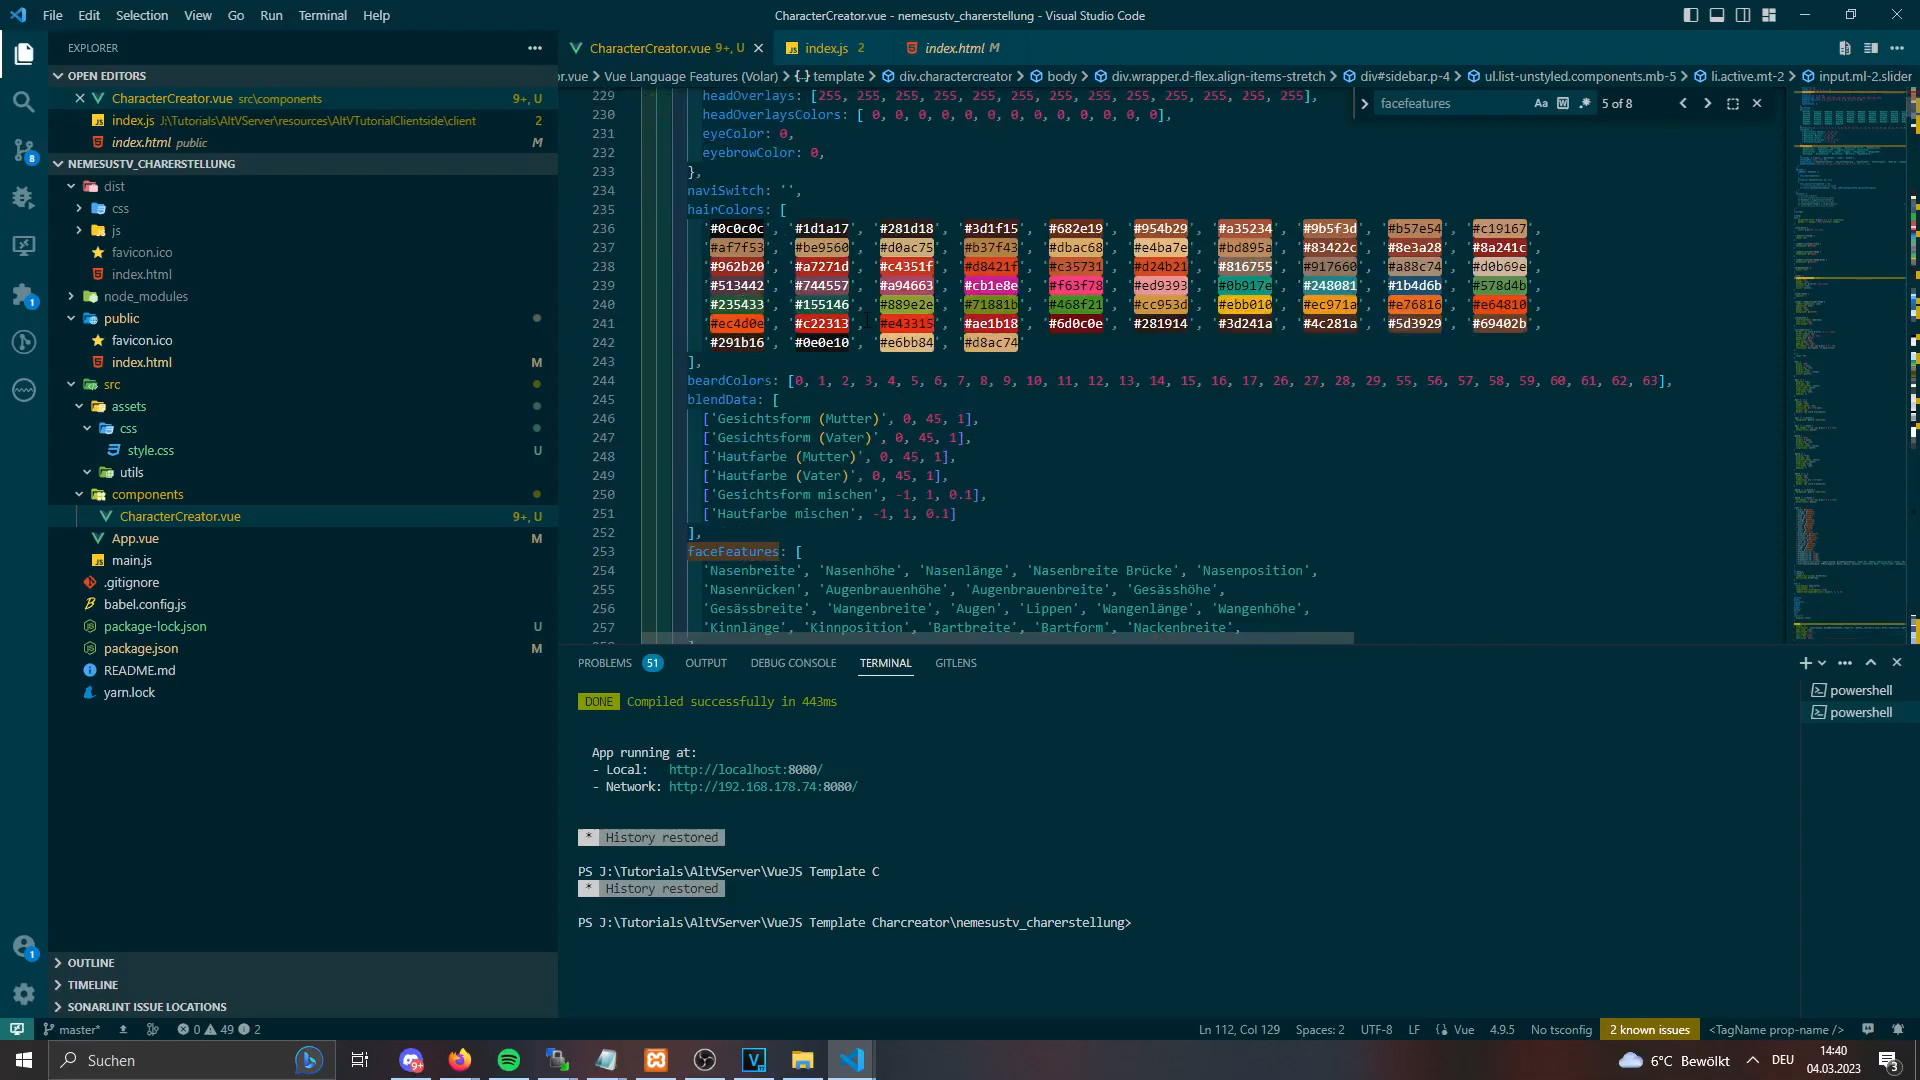 File Edit Selection View Go Run Terminal Help
CharacterCreator.vue - nemesustv_charerstellung - Visual Studio Code
EXPLORER
CharacterCreator.vue 9+, U
index.js 2
index.html M
.vue > Vue Language Features (Volar) > {} template > div.charactercreator > body > div.wrapper.d-flex.align-items-stretch > div#sidebar.p-4 > ul.list-unstyled.components.mb-5 > li.active.mt-2 > input.ml-2.slider
OPEN EDITORS
CharacterCreator.vue src\components 9+, U
index.js J:\Tutorials\AltVServer\resources\AltVTutorialClientside\client 2
index.html public M
NEMESUSTV_CHARERSTELLUNG
dist
css
js
favicon.ico
index.html
node_modules
public
favicon.ico
index.html M
src
assets
css
style.css U
utils
components
CharacterCreator.vue 9+, U
App.vue M
main.js
.gitignore
babel.config.js
package-lock.json U
package.json M
README.md
yarn.lock
OUTLINE
TIMELINE
SONARLINT ISSUE LOCATIONS
facefeatures Aa 5 of 8
229 headOverlays: [255, 255, 255, 255, 255, 255, 255, 255, 255, 255, 255, 255, 255],
230 headOverlaysColors: [ 0, 0, 0, 0, 0, 0, 0, 0, 0, 0, 0, 0, 0],
231 eyeColor: 0,
232 eyebrowColor: 0,
233 },
234 naviSwitch: '',
235 hairColors: [
236 '#0c0c0c', '#1d1a17', '#281d18', '#3d1f15', '#682e19', '#954b29', '#a35234', '#9b5f3d', '#b57e54', '#c19167',
237 '#af7f53', '#be9560', '#d0ac75', '#b37f43', '#dbac68', '#e4ba7e', '#bd895a', '#83422c', '#8e3a28', '#8a241c',
238 '#962b20', '#a7271d', '#c4351f', '#d8421f', '#c35731', '#d24b21', '#816755', '#917660', '#a88c74', '#d0b69e',
239 '#513442', '#744557', '#a94663', '#cb1e8e', '#f63f78', '#ed9393', '#0b917e', '#248081', '#1b4d6b', '#578d4b',
240 '#235433', '#155146', '#889e2e', '#71881b', '#468f21', '#cc953d', '#ebb010', '#ec971a', '#e76816', '#e64810',
241 '#ec4d0e', '#c22313', '#e43315', '#ae1b18', '#6d0c0e', '#281914', '#3d241a', '#4c281a', '#5d3929', '#69402b',
242 '#291b16', '#0e0e10', '#e6bb84', '#d8ac74'
243 ],
244 beardColors: [0, 1, 2, 3, 4, 5, 6, 7, 8, 9, 10, 11, 12, 13, 14, 15, 16, 17, 26, 27, 28, 29, 55, 56, 57, 58, 59, 60, 61, 62, 63],
245 blendData: [
246 ['Gesichtsform (Mutter)', 0, 45, 1],
247 ['Gesichtsform (Vater)', 0, 45, 1],
248 ['Hautfarbe (Mutter)', 0, 45, 1],
249 ['Hautfarbe (Vater)', 0, 45, 1],
250 ['Gesichtsform mischen', -1, 1, 0.1],
251 ['Hautfarbe mischen', -1, 1, 0.1]
252 ],
253 faceFeatures: [
254 'Nasenbreite', 'Nasenhöhe', 'Nasenlänge', 'Nasenbreite Brücke', 'Nasenposition',
255 'Nasenrücken', 'Augenbrauenhöhe', 'Augenbrauenbreite', 'Gesässhöhe',
256 'Gesässbreite', 'Wangenbreite', 'Augen', 'Lippen', 'Wangenlänge', 'Wangenhöhe',
257 'Kinnlänge', 'Kinnposition', 'Bartbreite', 'Bartform', 'Nackenbreite',
PROBLEMS 51 OUTPUT DEBUG CONSOLE TERMINAL GITLENS
DONE Compiled successfully in 443ms
App running at:
- Local: http://localhost:8080/
- Network: http://192.168.178.74:8080/
* History restored
PS J:\Tutorials\AltVServer\VueJS Template C
* History restored
PS J:\Tutorials\AltVServer\VueJS Template Charcreator\nemesustv_charerstellung>
powershell
powershell
master* 0 49 2
Ln 112, Col 129 Spaces: 2 UTF-8 LF Vue 4.9.5 No tsconfig 2 known issues <TagName prop-name />
Suchen
6°C Bewölkt DEU 14:40
04.03.2023